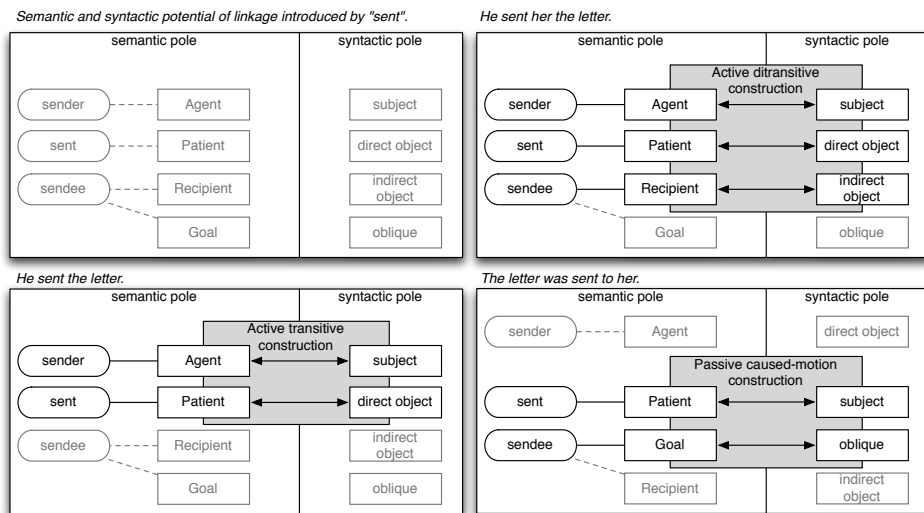 Semantic and syntactic potential of linkage introduced by "sent".
semantic pole
syntactic pole
sender
Agent
subject
sent
Patient
direct object
sendee
Recipient
indirect
object
Goal
oblique
He sent her the letter.
semantic pole
syntactic pole
Active ditransitive
construction
sender
Agent
subject
sent
Patient
direct object
sendee
Recipient
indirect
object
Goal
oblique
He sent the letter.
semantic pole
syntactic pole
Active transitive
construction
sender
Agent
subject
sent
Patient
direct object
sendee
Recipient
indirect
object
Goal
oblique
The letter was sent to her.
semantic pole
syntactic pole
sender
Agent
direct object
Passive caused-motion
construction
sent
Patient
subject
sendee
Goal
oblique
Recipient
indirect
object